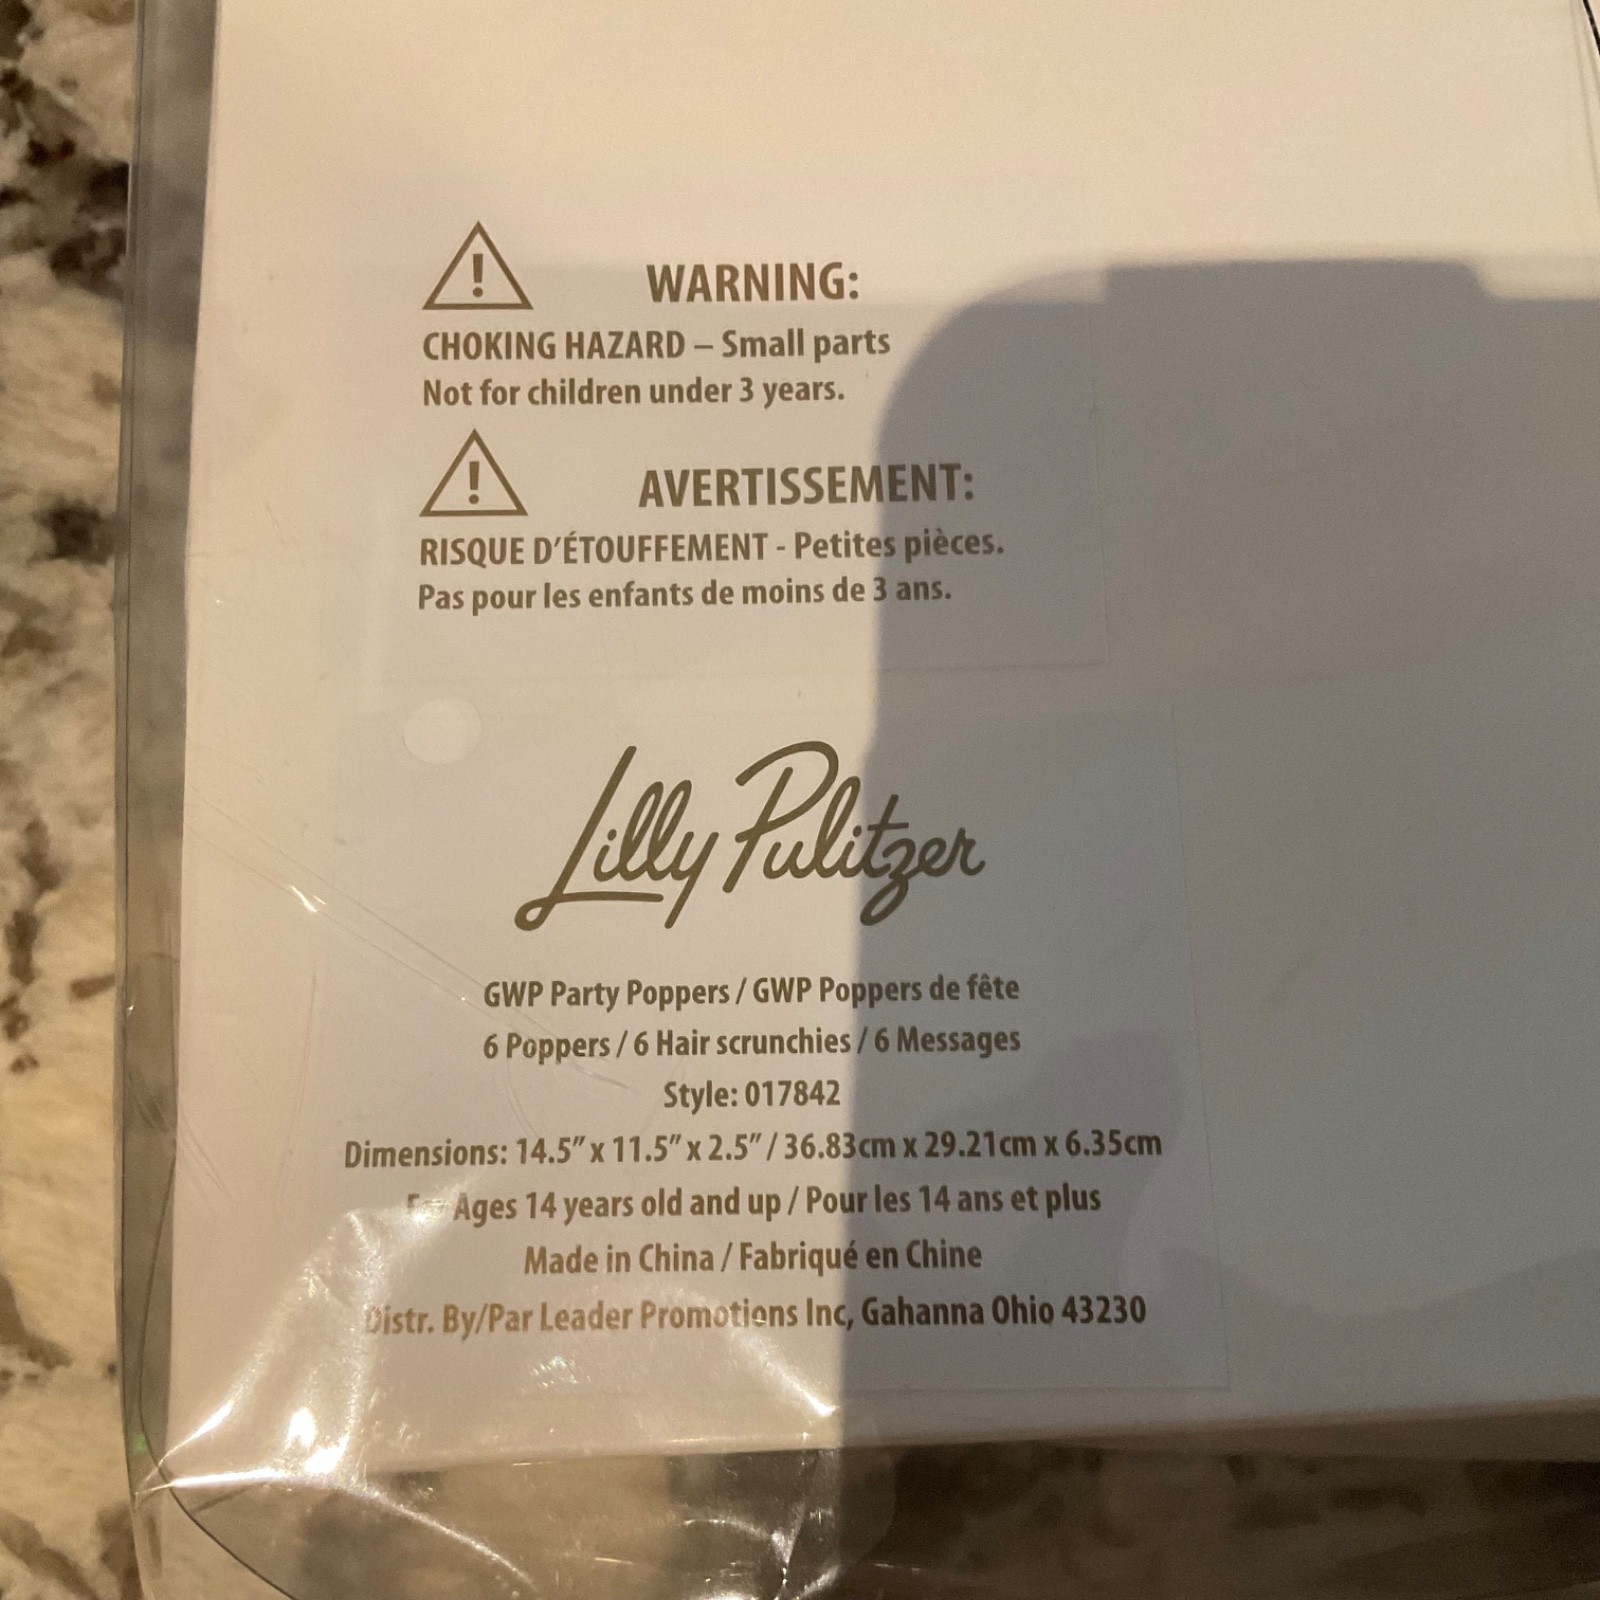 WARNING:
CHOKING HAZARD – Small parts
Not for children under 3 years.
AVERTISSEMENT:
RISQUE D'ÉTOUFFEMENT - Petites pièces.
Pas pour les enfants de moins de 3 ans.
Lilly Pulitzer
GWP Party Poppers / GWP Poppers de fête
6 Poppers / 6 Hair scrunchies / 6 Messages
Style: 017842
Dimensions: 14.5” x 11.5” x 2.5” / 36.83cm x 29.21cm x 6.35cm
Ages 14 years old and up / Pour les 14 ans et plus
Made in China / Fabriqué en Chine
Distr. By/Par Leader Promotions Inc, Gahanna Ohio 43230